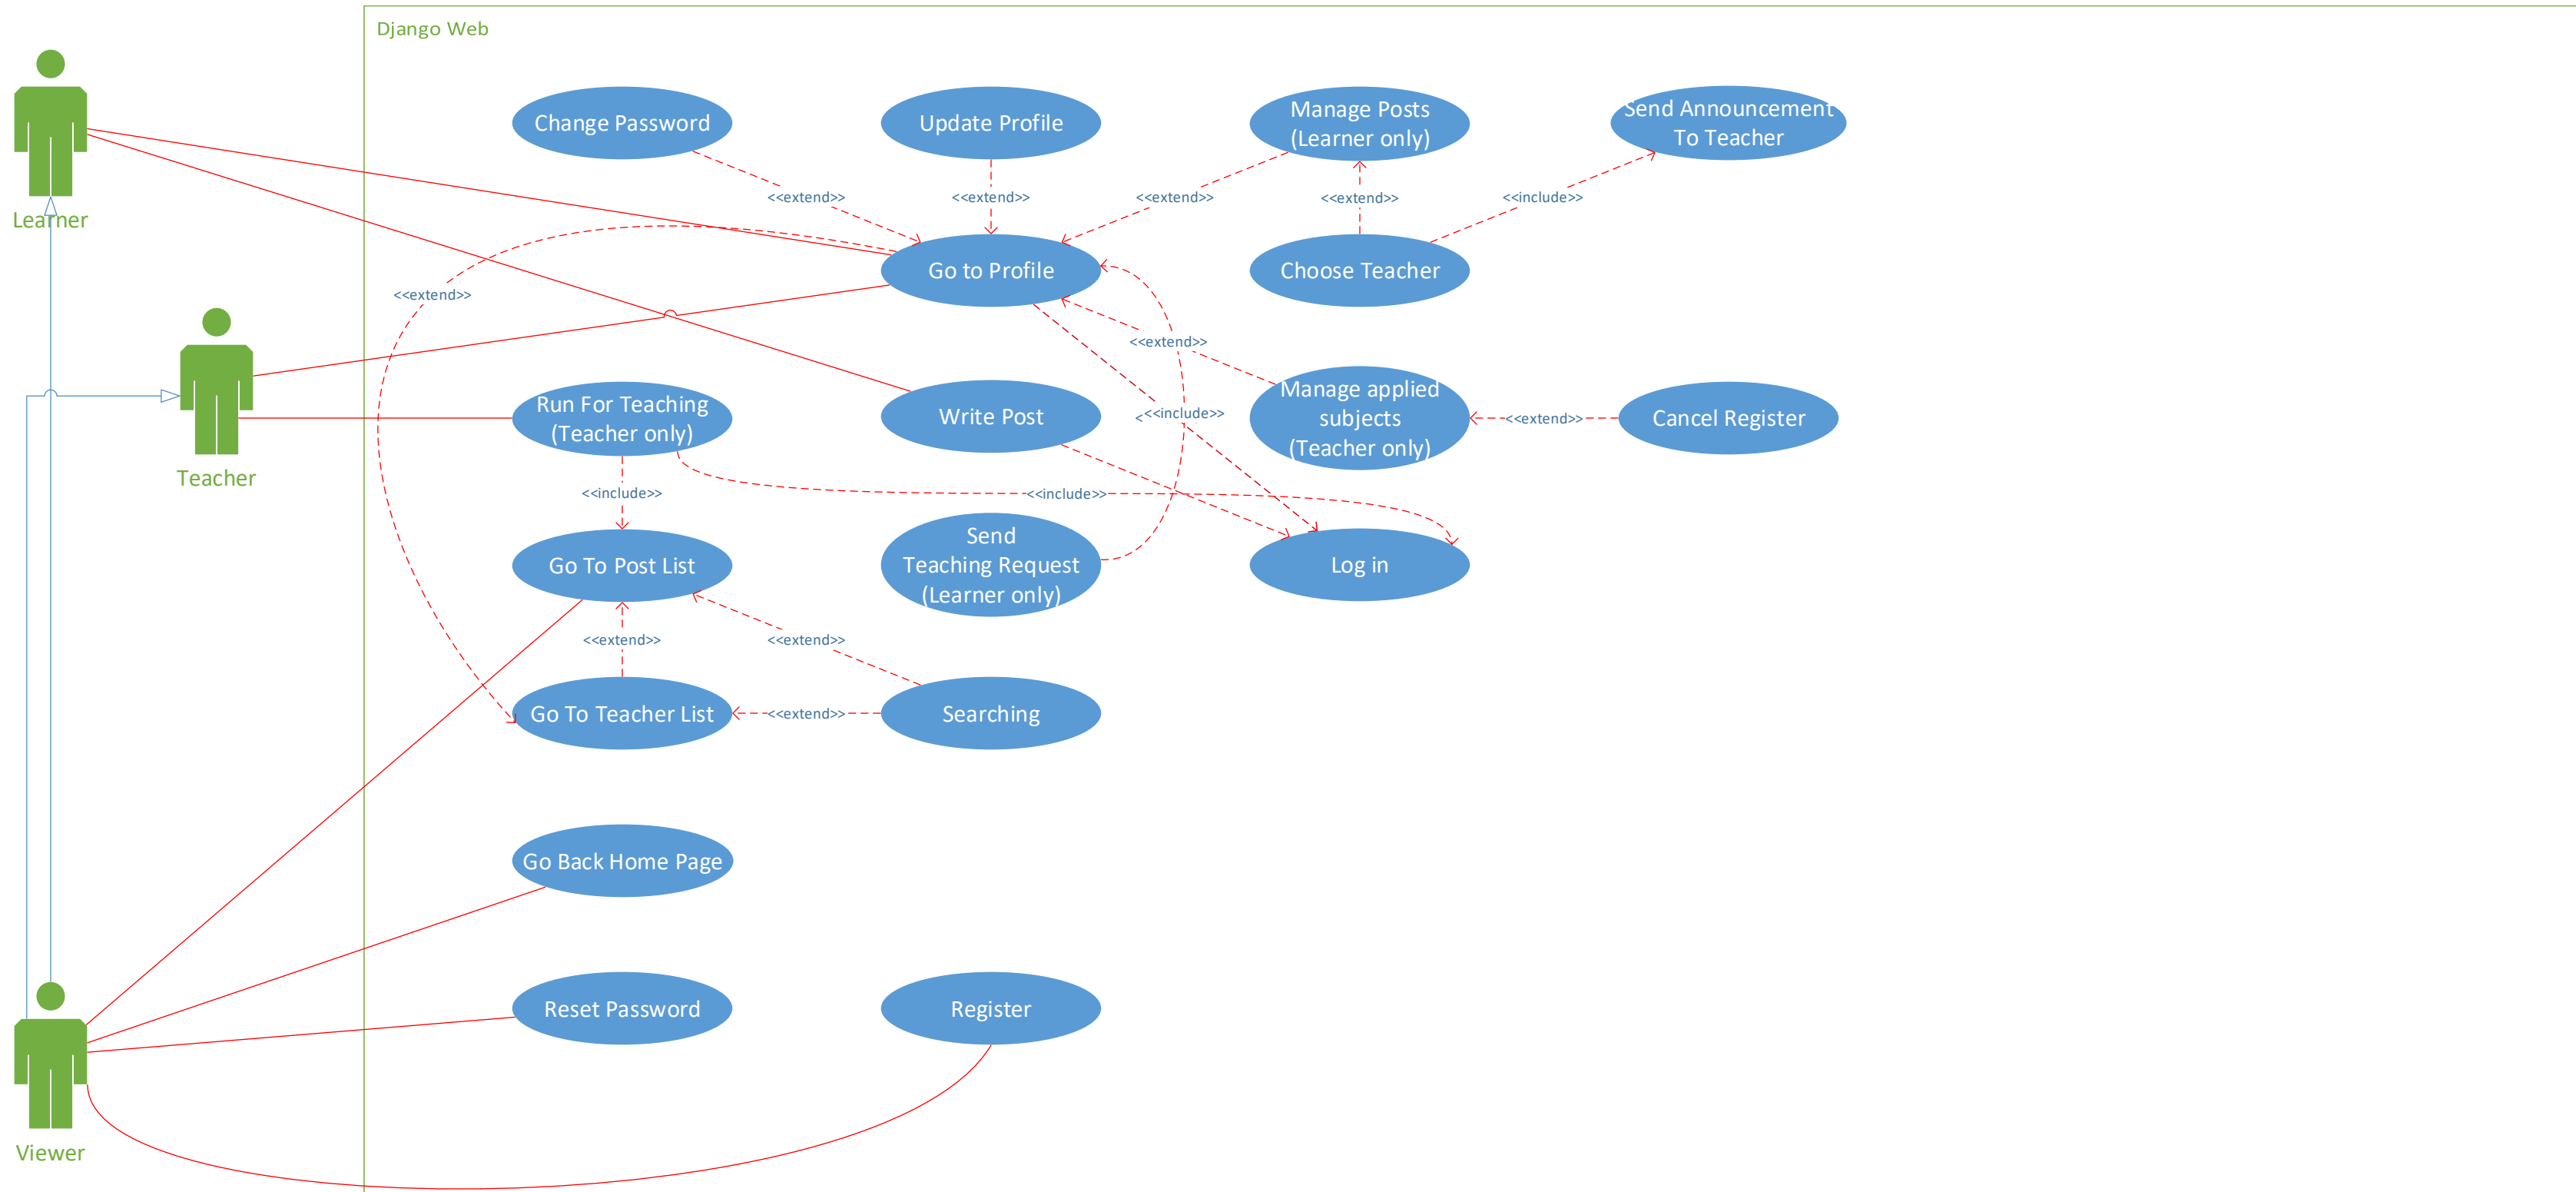 Django Web
Learner
Teacher
Viewer
Change Password
Update Profile
Manage Posts
(Learner only)
Send Announcement
To Teacher
<<extend>>
<<extend>>
<<extend>>
<<extend>>
<<include>>
Go to Profile
Choose Teacher
<<extend>>
<<extend>>
Run For Teaching
(Teacher only)
Write Post
<<include>>
Manage applied
subjects
(Teacher only)
<<extend>>
Cancel Register
<<include>>
<<include>>
Go To Post List
Send
Teaching Request
(Learner only)
Log in
<<extend>>
<<extend>>
Go To Teacher List
<<extend>>
Searching
Go Back Home Page
Reset Password
Register